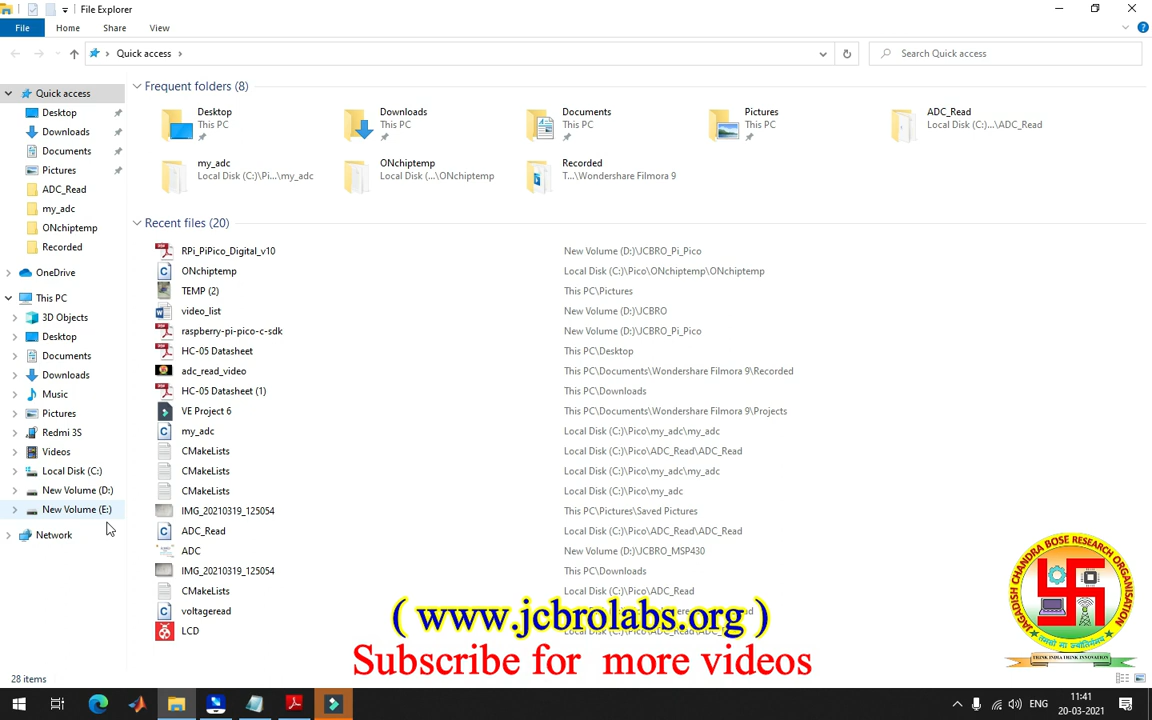 File Explorer
File
Home
Share
View
Quick access
Search Quick access
Quick access
Desktop
Downloads
Documents
Pictures
ADC_Read
my_adc
ONchiptemp
Recorded
OneDrive
This PC
3D Objects
Desktop
Documents
Downloads
Music
Pictures
Redmi 3S
Videos
Local Disk (C:)
New Volume (D:)
New Volume (E:)
Network
Frequent folders (8)
Desktop
This PC
Downloads
This PC
Documents
This PC
Pictures
This PC
ADC_Read
Local Disk (C:)\...\ADC_Read
my_adc
Local Disk (C:)\Pi...\my_adc
ONchiptemp
Local Disk (...\ONchiptemp
Recorded
T...\Wondershare Filmora 9
Recent files (20)
RPi_PiPico_Digital_v10 New Volume (D:)\JCBRO_Pi_Pico
ONchiptemp Local Disk (C:)\Pico\ONchiptemp\ONchiptemp
TEMP (2) This PC\Pictures
video_list New Volume (D:)\JCBRO
raspberry-pi-pico-c-sdk New Volume (D:)\JCBRO_Pi_Pico
HC-05 Datasheet This PC\Desktop
adc_read_video This PC\Documents\Wondershare Filmora 9\Recorded
HC-05 Datasheet (1) This PC\Downloads
VE Project 6 This PC\Documents\Wondershare Filmora 9\Projects
my_adc Local Disk (C:)\Pico\my_adc\my_adc
CMakeLists Local Disk (C:)\Pico\ADC_Read\ADC_Read
CMakeLists Local Disk (C:)\Pico\my_adc\my_adc
CMakeLists Local Disk (C:)\Pico\my_adc
IMG_20210319_125054 This PC\Pictures\Saved Pictures
ADC_Read Local Disk (C:)\Pico\ADC_Read\ADC_Read
ADC New Volume (D:)\JCBRO_MSP430
IMG_20210319_125054 This PC\Downloads
CMakeLists Local Disk (C:)\Pico\ADC_Read
voltageread
LCD
( www.jcbrolabs.org )
Subscribe for more videos
JAGADISH CHANDRA BOSE RESEARCH ORGANISATION
THINK INDIA THINK INNOVATION
28 items
ENG
11:41
20-03-2021